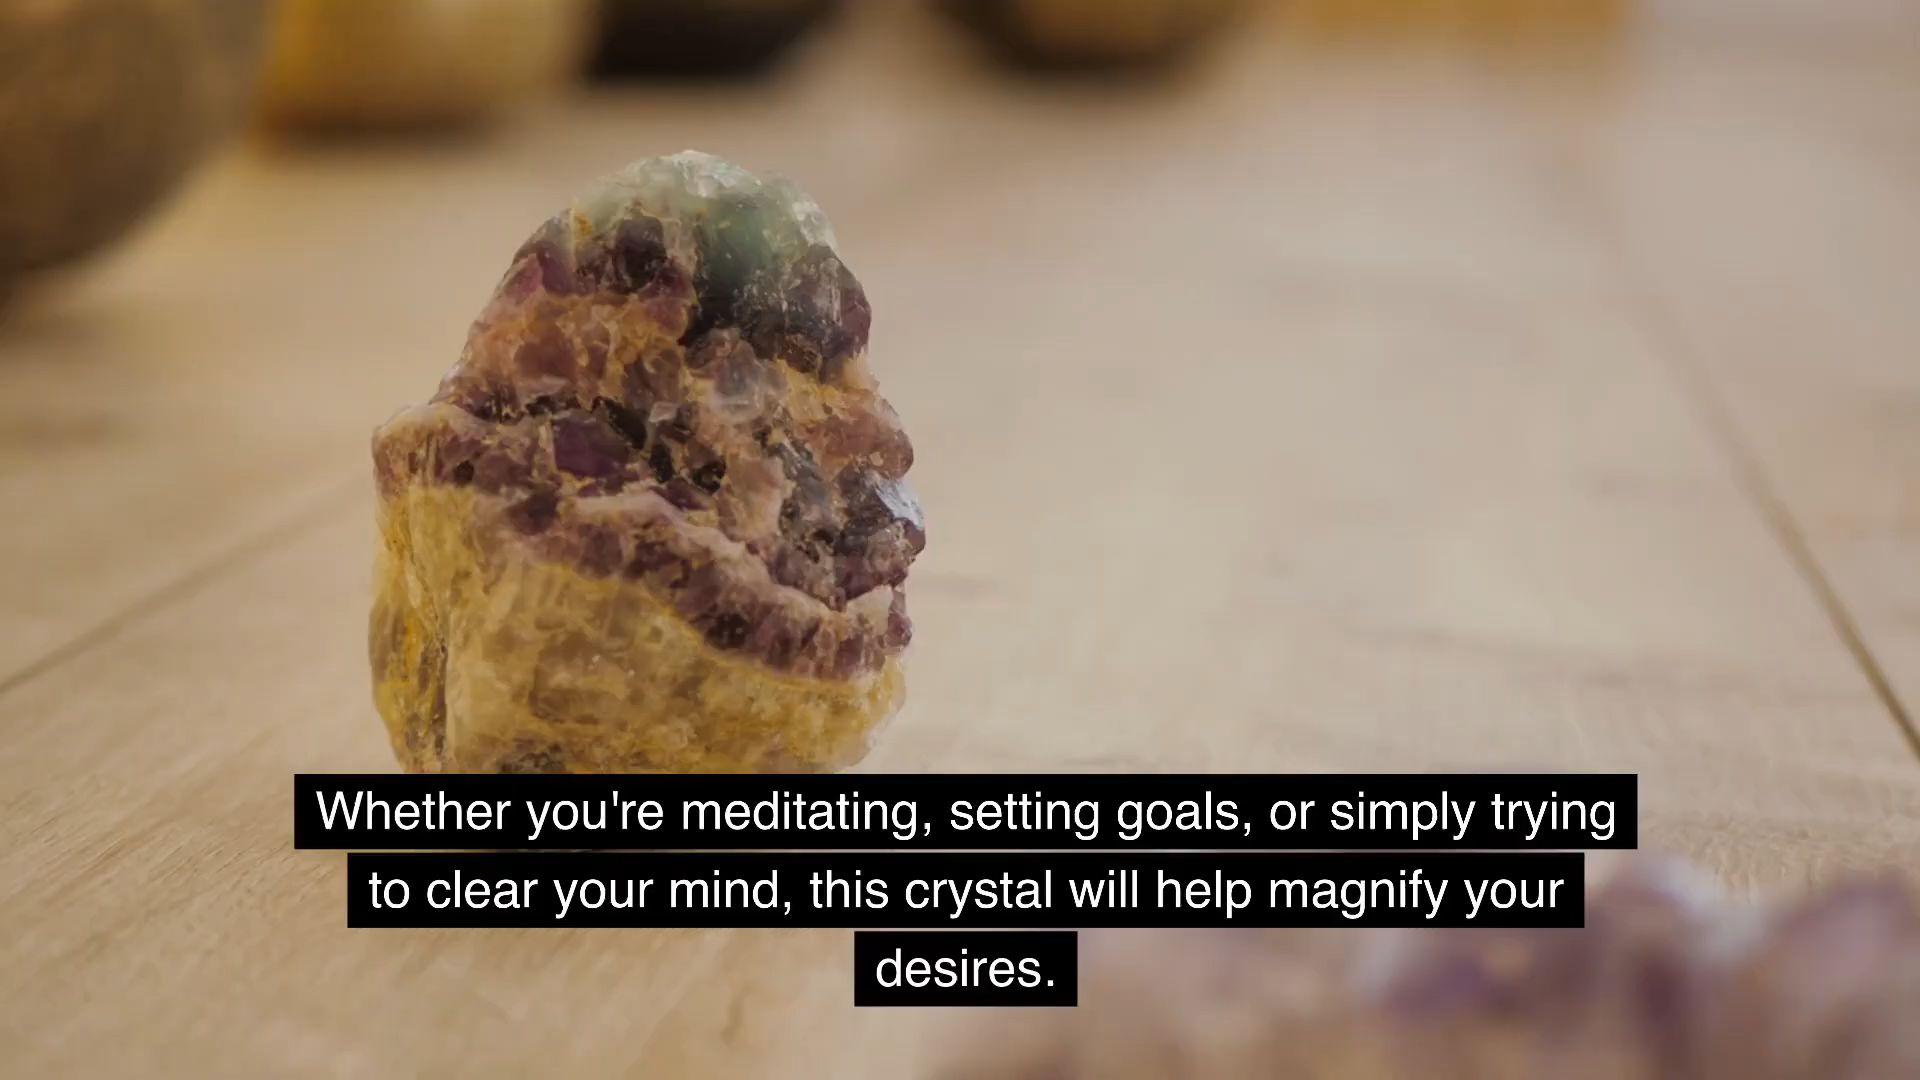 Whether you're meditating, setting goals, or simply trying
to clear your mind, this crystal will help magnify your
desires.